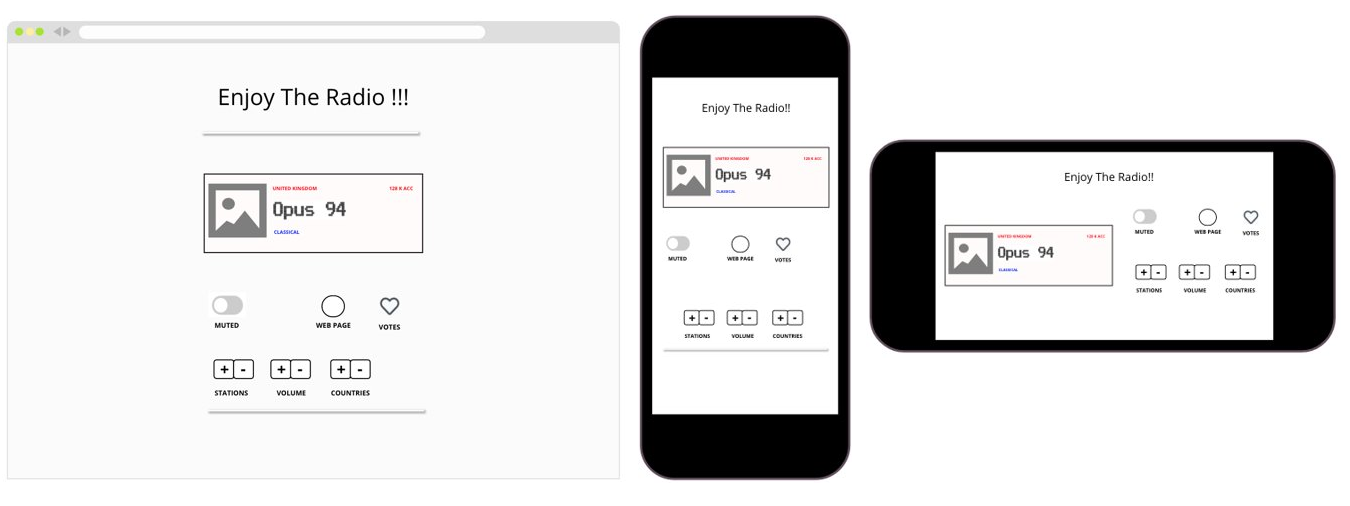 Enjoy The Radio !!!
UNITED KINGDOM 128 K ACC
Opus 94
CLASSICAL
MUTED WEB PAGE VOTES
+ - + - + -
STATIONS VOLUME COUNTRIES
Enjoy The Radio!!
UNITED KINGDOM 128 K ACC
Opus 94
CLASSICAL
MUTED WEB PAGE VOTES
+ - + - + -
STATIONS VOLUME COUNTRIES
Enjoy The Radio!!
UNITED KINGDOM 128 K ACC
Opus 94
CLASSICAL
MUTED WEB PAGE VOTES
+ - + - + -
STATIONS VOLUME COUNTRIES